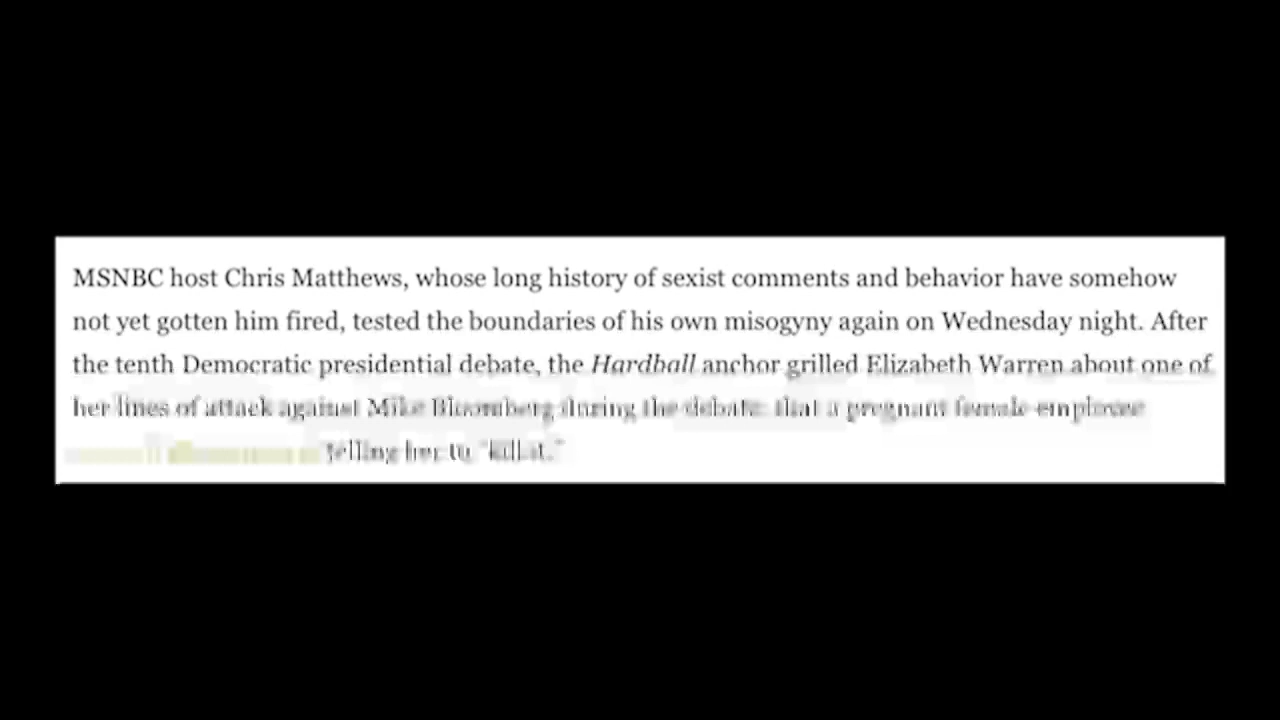 MSNBC host Chris Matthews, whose long history of sexist comments and behavior have somehow
not yet gotten him fired, tested the boundaries of his own misogyny again on Wednesday night. After
the tenth Democratic presidential debate, the Hardball anchor grilled Elizabeth Warren about one of
her lines of attack against Mike Bloomberg during the debate: that a pregnant female employee
telling her to "kill it."